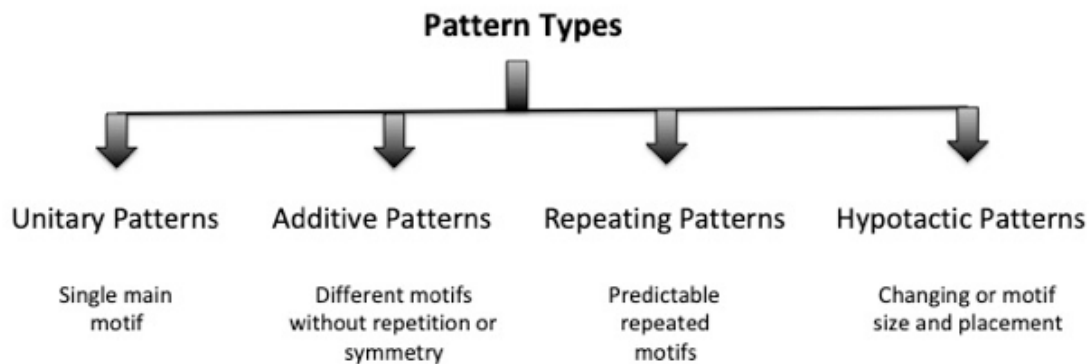 Pattern Types
Unitary Patterns
Additive Patterns
Repeating Patterns
Hypotactic Patterns
Single main
motif
Different motifs
without repetition or
symmetry
Predictable
repeated
motifs
Changing or motif
size and placement